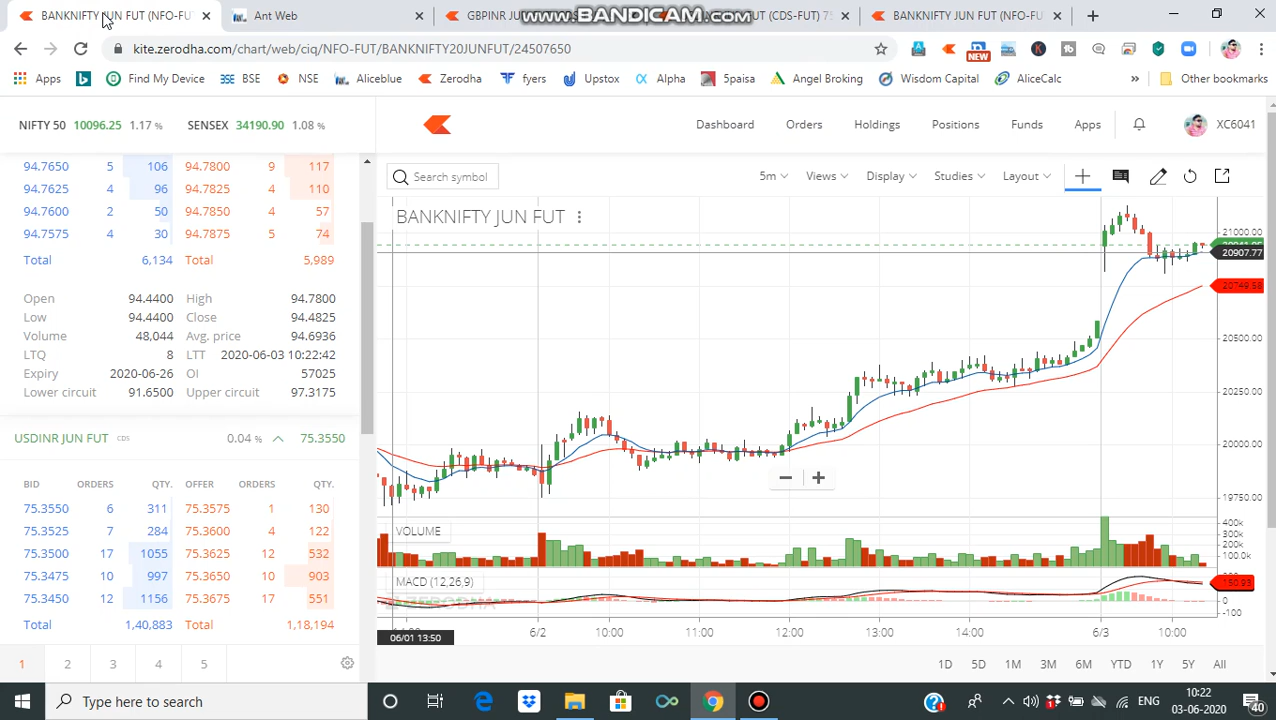 BANKNIFTY JUN FUT (NFO-FU ×
Ant Web ×
GBPINR JU
FUT (CDS-FUT) 75 ×
BANKNIFTY JUN FUT (NFO-FU ×
www.BANDICAM.com
kite.zerodha.com/chart/web/ciq/NFO-FUT/BANKNIFTY20JUNFUT/24507650
NEW
Apps Find My Device BSE NSE Aliceblue Zerodha fyers Upstox Alpha 5paisa Angel Broking Wisdom Capital AliceCalc » Other bookmarks
NIFTY 50 10096.25 1.17 % SENSEX 34190.90 1.08 %
Dashboard Orders Holdings Positions Funds Apps XC6041
94.7650 5 106 94.7800 9 117
94.7625 4 96 94.7825 4 110
94.7600 2 50 94.7850 4 57
94.7575 4 30 94.7875 5 74
Total 6,134 Total 5,989
Open 94.4400 High 94.7800
Low 94.4400 Close 94.4825
Volume 48,044 Avg. price 94.6936
LTQ 8 LTT 2020-06-03 10:22:42
Expiry 2020-06-26 OI 57025
Lower circuit 91.6500 Upper circuit 97.3175
USDINR JUN FUT CDS 0.04 % 75.3550
BID ORDERS QTY. OFFER ORDERS QTY.
75.3550 6 311 75.3575 1 130
75.3525 7 284 75.3600 4 122
75.3500 17 1055 75.3625 12 532
75.3475 10 997 75.3650 10 903
75.3450 12 1156 75.3675 17 551
Total 1,40,883 Total 1,18,194
1 2 3 4 5
Search symbol 5m Views Display Studies Layout
BANKNIFTY JUN FUT
21000.00
20907.77
20749.58
20500.00
20250.00
20000.00
19750.00
VOLUME
400k
100.0k
MACD (12,26,9)
150.93
0
-100
ZERODHA
06/01 13:50
6/2 10:00 11:00 12:00 13:00 14:00 6/3 10:00
1D 5D 1M 3M 6M YTD 1Y 5Y All
Type here to search
ENG
10:22
03-06-2020
40